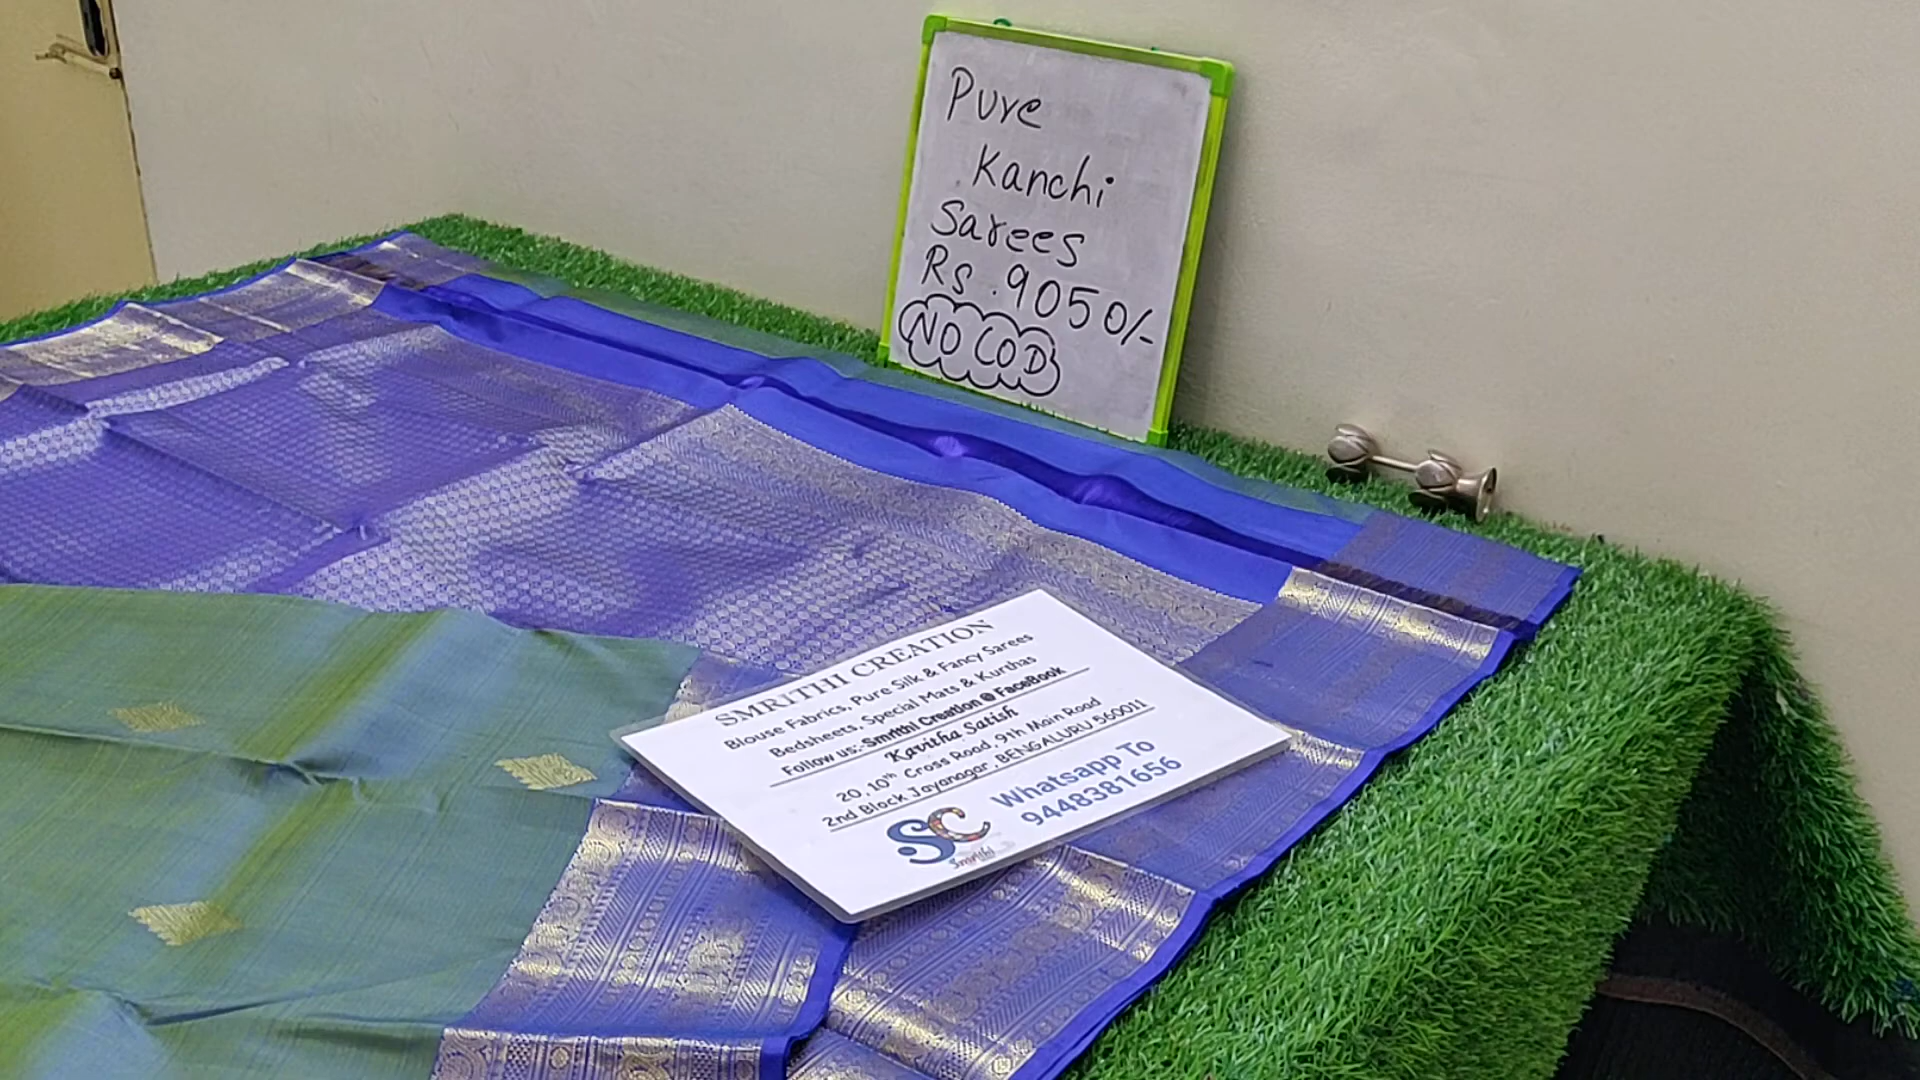 Pure
Kanchi
Sarees
Rs.9050/-
NO COD
SMRITHI CREATION
Blouse Fabrics, Pure Silk & Fancy Sarees
Bedsheets, Special Mats & Kurthas
Follow us:- Smrithi Creation @ FaceBook
Kavitha Satish
20, 10th Cross Road, 9th Main Road
2nd Block Jayanagar, BENGALURU 560011
SC
Smrithi
Whatsapp To
9448381656